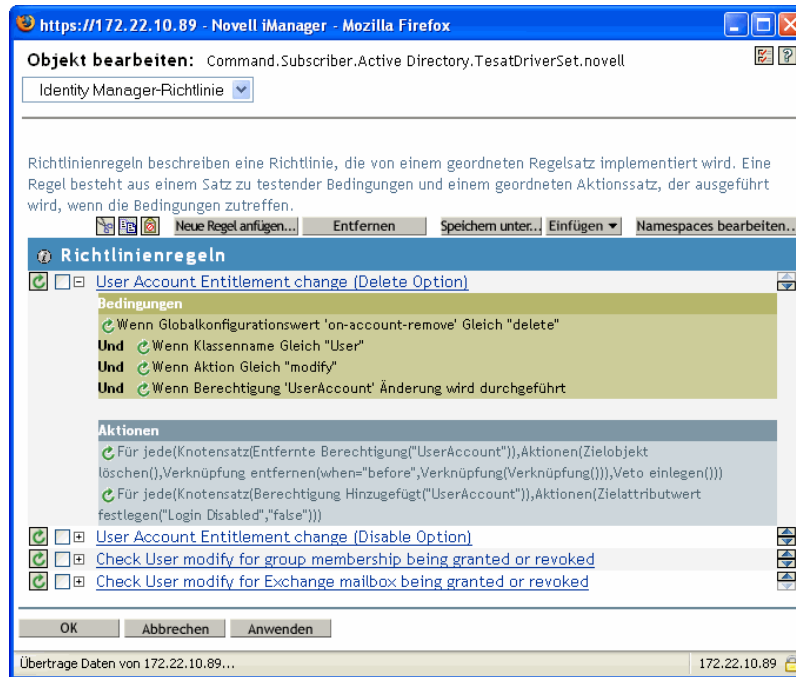 https://172.22.10.89 - Novell iManager - Mozilla Firefox
Objekt bearbeiten: Command.Subscriber.Active Directory.TesatDriverSet.novell
Identity Manager-Richtlinie
Richtlinienregeln beschreiben eine Richtlinie, die von einem geordneten Regelsatz implementiert wird. Eine
Regel besteht aus einem Satz zu testender Bedingungen und einem geordneten Aktionssatz, der ausgeführt
wird, wenn die Bedingungen zutreffen.
Neue Regel anfügen... Entfernen Speichern unter... Einfügen Namespaces bearbeiten...
Richtlinienregeln
User Account Entitlement change (Delete Option)
Bedingungen
Wenn Globalkonfigurationswert 'on-account-remove' Gleich "delete"
Und Wenn Klassenname Gleich "User"
Und Wenn Aktion Gleich "modify"
Und Wenn Berechtigung 'UserAccount' Änderung wird durchgeführt
Aktionen
Für jede(Knotensatz(Entfernte Berechtigung("UserAccount")),Aktionen(Zielobjekt
löschen(),Verknüpfung entfernen(when="before",Verknüpfung(Verknüpfung())),Veto einlegen()))
Für jede(Knotensatz(Berechtigung Hinzugefügt("UserAccount")),Aktionen(Zielattributwert
festlegen("Login Disabled","false")))
User Account Entitlement change (Disable Option)
Check User modify for group membership being granted or revoked
Check User modify for Exchange mailbox being granted or revoked
OK Abbrechen Anwenden
Übertrage Daten von 172.22.10.89... 172.22.10.89